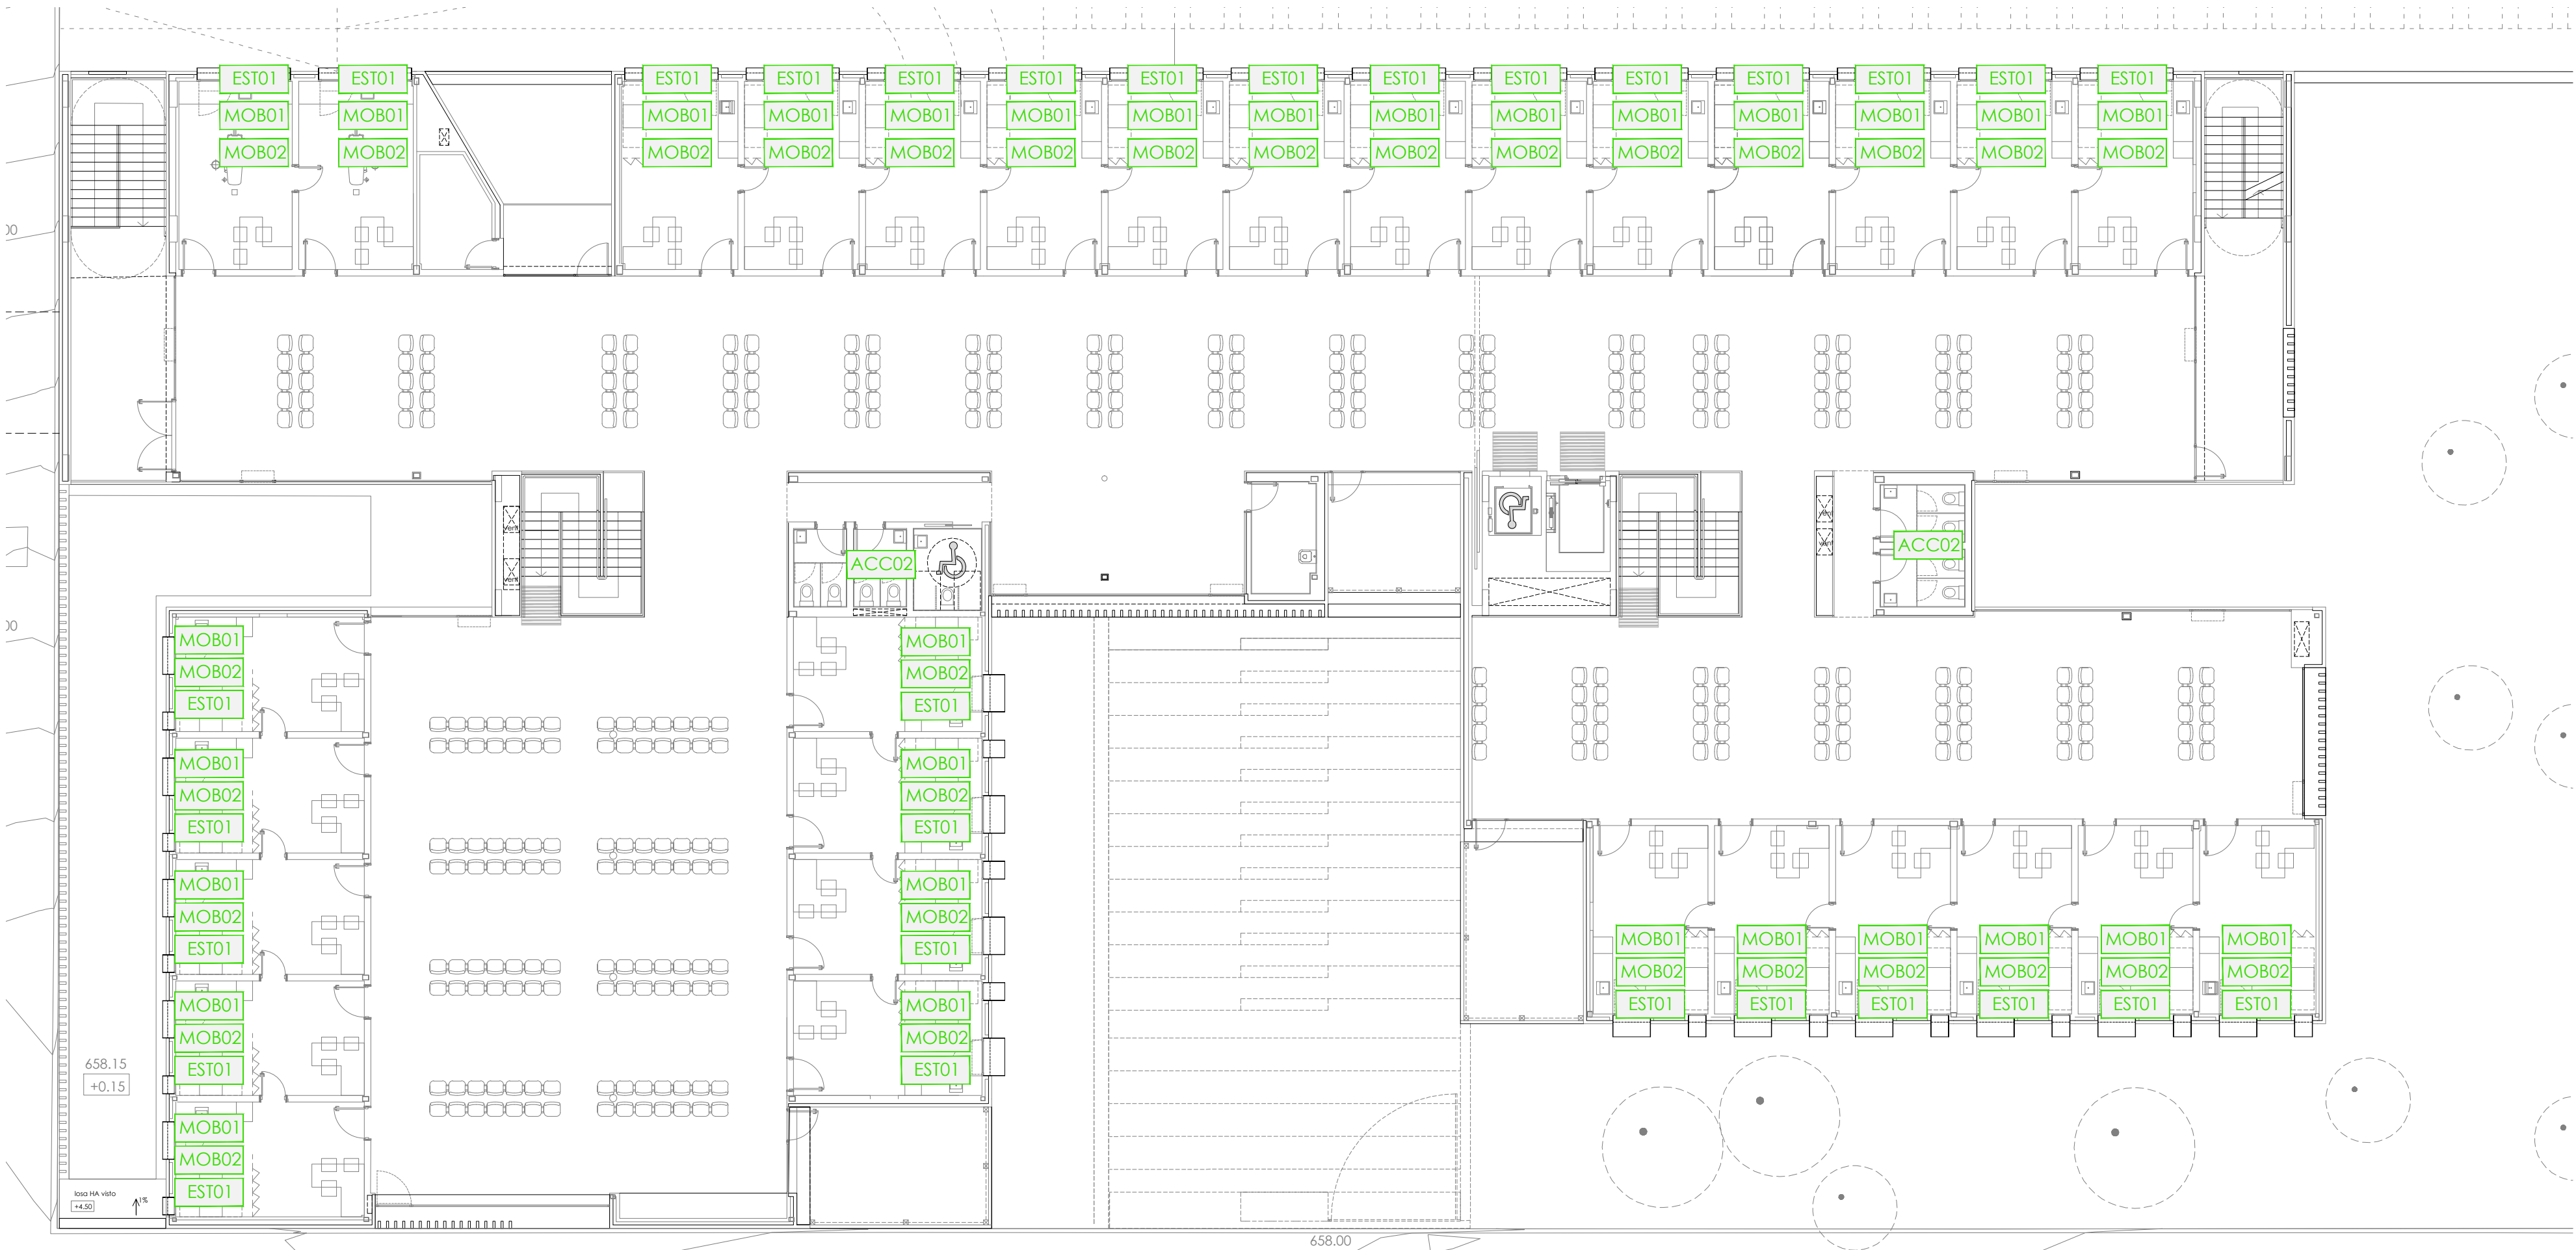 EST01 EST01 EST01 EST01 EST01 EST01 EST01 EST01 EST01 EST01 EST01 EST01 EST01 EST01 EST01
MOB01 MOB01 MOB01 MOB01 MOB01 MOB01 MOB01 MOB01 MOB01 MOB01 MOB01 MOB01 MOB01 MOB01 MOB01
MOB02 MOB02 MOB02 MOB02 MOB02 MOB02 MOB02 MOB02 MOB02 MOB02 MOB02 MOB02 MOB02 MOB02 MOB02
ACC02
ACC02
MOB01 MOB01
MOB02 MOB02
EST01 EST01
MOB01 MOB01
MOB02 MOB02
EST01 EST01
MOB01 MOB01
MOB02 MOB02
EST01 EST01
MOB01 MOB01 MOB01 MOB01 MOB01 MOB01
MOB02 MOB02 MOB02 MOB02 MOB02 MOB02
EST01 EST01 EST01 EST01 EST01 EST01
MOB01 MOB01
MOB02 MOB02
EST01 EST01
658.15
+0.15
MOB01
MOB02
EST01
losa HA visto
+4.50
1%
658.00